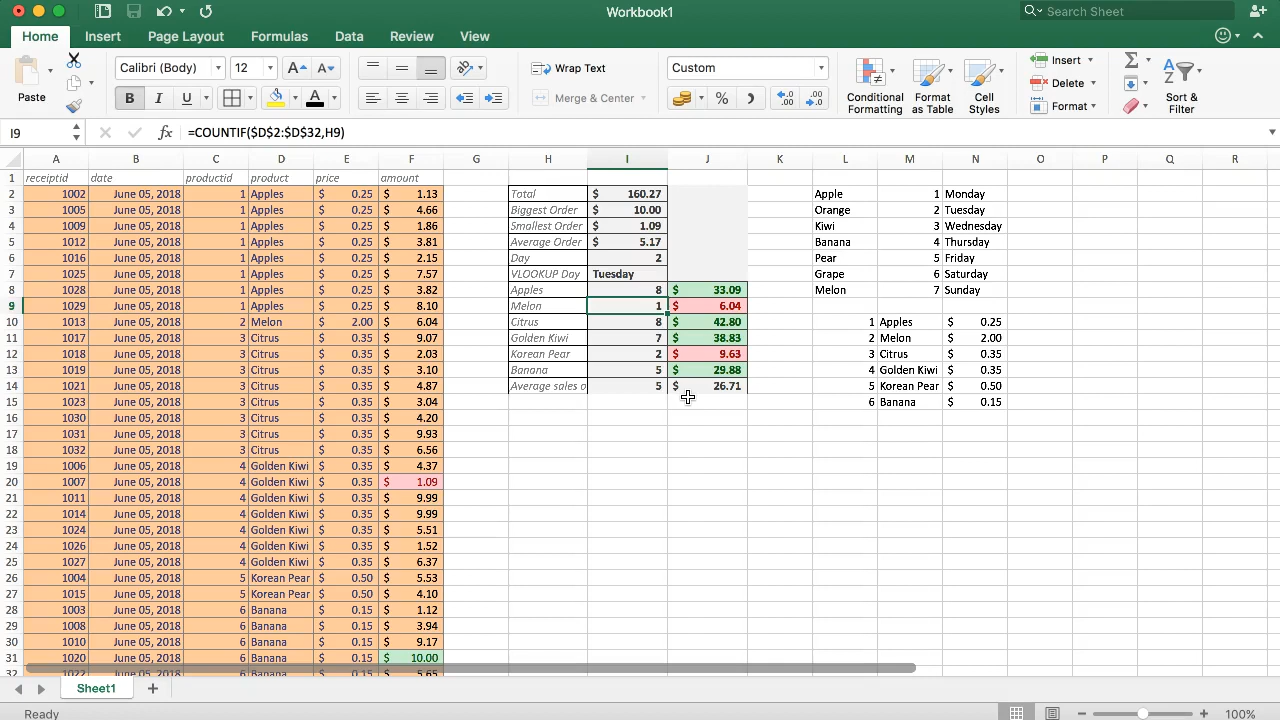 Workbook1
Search Sheet
Home Insert Page Layout Formulas Data Review View
Paste
Calibri (Body) 12
B I U A
Wrap Text
Merge & Center
Custom
%
Conditional Formatting
Format as Table
Cell Styles
Insert
Delete
Format
Sort & Filter
I9 fx =COUNTIF($D$2:$D$32,H9)
A B C D E F G H I J K L M N O P Q R
1 receiptid date productid product price amount
2 1002 June 05, 2018 1 Apples $ 0.25 $ 1.13 Total $ 160.27 Apple 1 Monday
3 1005 June 05, 2018 1 Apples $ 0.25 $ 4.66 Biggest Order $ 10.00 Orange 2 Tuesday
4 1009 June 05, 2018 1 Apples $ 0.25 $ 1.86 Smallest Order $ 1.09 Kiwi 3 Wednesday
5 1012 June 05, 2018 1 Apples $ 0.25 $ 3.81 Average Order $ 5.17 Banana 4 Thursday
6 1016 June 05, 2018 1 Apples $ 0.25 $ 2.15 Day 2 Pear 5 Friday
7 1025 June 05, 2018 1 Apples $ 0.25 $ 7.57 VLOOKUP Day Tuesday Grape 6 Saturday
8 1028 June 05, 2018 1 Apples $ 0.25 $ 3.82 Apples 8 $ 33.09 Melon 7 Sunday
9 1029 June 05, 2018 1 Apples $ 0.25 $ 8.10 Melon 1 $ 6.04
10 1013 June 05, 2018 2 Melon $ 2.00 $ 6.04 Citrus 8 $ 42.80 1 Apples $ 0.25
11 1017 June 05, 2018 3 Citrus $ 0.35 $ 9.07 Golden Kiwi 7 $ 38.83 2 Melon $ 2.00
12 1018 June 05, 2018 3 Citrus $ 0.35 $ 2.03 Korean Pear 2 $ 9.63 3 Citrus $ 0.35
13 1019 June 05, 2018 3 Citrus $ 0.35 $ 3.10 Banana 5 $ 29.88 4 Golden Kiwi $ 0.35
14 1021 June 05, 2018 3 Citrus $ 0.35 $ 4.87 Average sales o 5 $ 26.71 5 Korean Pear $ 0.50
15 1023 June 05, 2018 3 Citrus $ 0.35 $ 3.04 6 Banana $ 0.15
16 1030 June 05, 2018 3 Citrus $ 0.35 $ 4.20
17 1031 June 05, 2018 3 Citrus $ 0.35 $ 9.93
18 1032 June 05, 2018 3 Citrus $ 0.35 $ 6.56
19 1006 June 05, 2018 4 Golden Kiwi $ 0.35 $ 4.37
20 1007 June 05, 2018 4 Golden Kiwi $ 0.35 $ 1.09
21 1011 June 05, 2018 4 Golden Kiwi $ 0.35 $ 9.99
22 1014 June 05, 2018 4 Golden Kiwi $ 0.35 $ 9.99
23 1024 June 05, 2018 4 Golden Kiwi $ 0.35 $ 5.51
24 1026 June 05, 2018 4 Golden Kiwi $ 0.35 $ 1.52
25 1027 June 05, 2018 4 Golden Kiwi $ 0.35 $ 6.37
26 1004 June 05, 2018 5 Korean Pear $ 0.50 $ 5.53
27 1015 June 05, 2018 5 Korean Pear $ 0.50 $ 4.10
28 1003 June 05, 2018 6 Banana $ 0.15 $ 1.12
29 1008 June 05, 2018 6 Banana $ 0.15 $ 3.94
30 1010 June 05, 2018 6 Banana $ 0.15 $ 9.17
31 1020 June 05, 2018 6 Banana $ 0.15 $ 10.00
32 1022 June 05, 2018 6 Banana $ 0.15 $ 5.65
Sheet1
Ready 100%